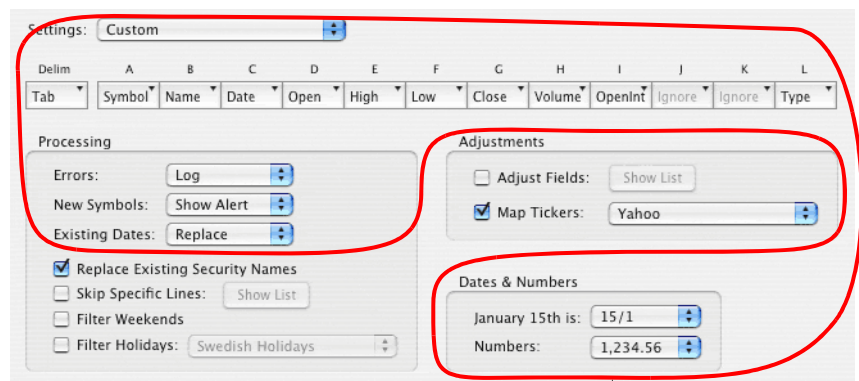 Settings: Custom
Delim A B C D E F G H I J K L
Tab Symbol Name Date Open High Low Close Volume OpenInt Ignore Ignore Type
Processing
Errors: Log
New Symbols: Show Alert
Existing Dates: Replace
Replace Existing Security Names
Skip Specific Lines: Show List
Filter Weekends
Filter Holidays: Swedish Holidays
Adjustments
Adjust Fields: Show List
Map Tickers: Yahoo
Dates & Numbers
January 15th is: 15/1
Numbers: 1,234.56